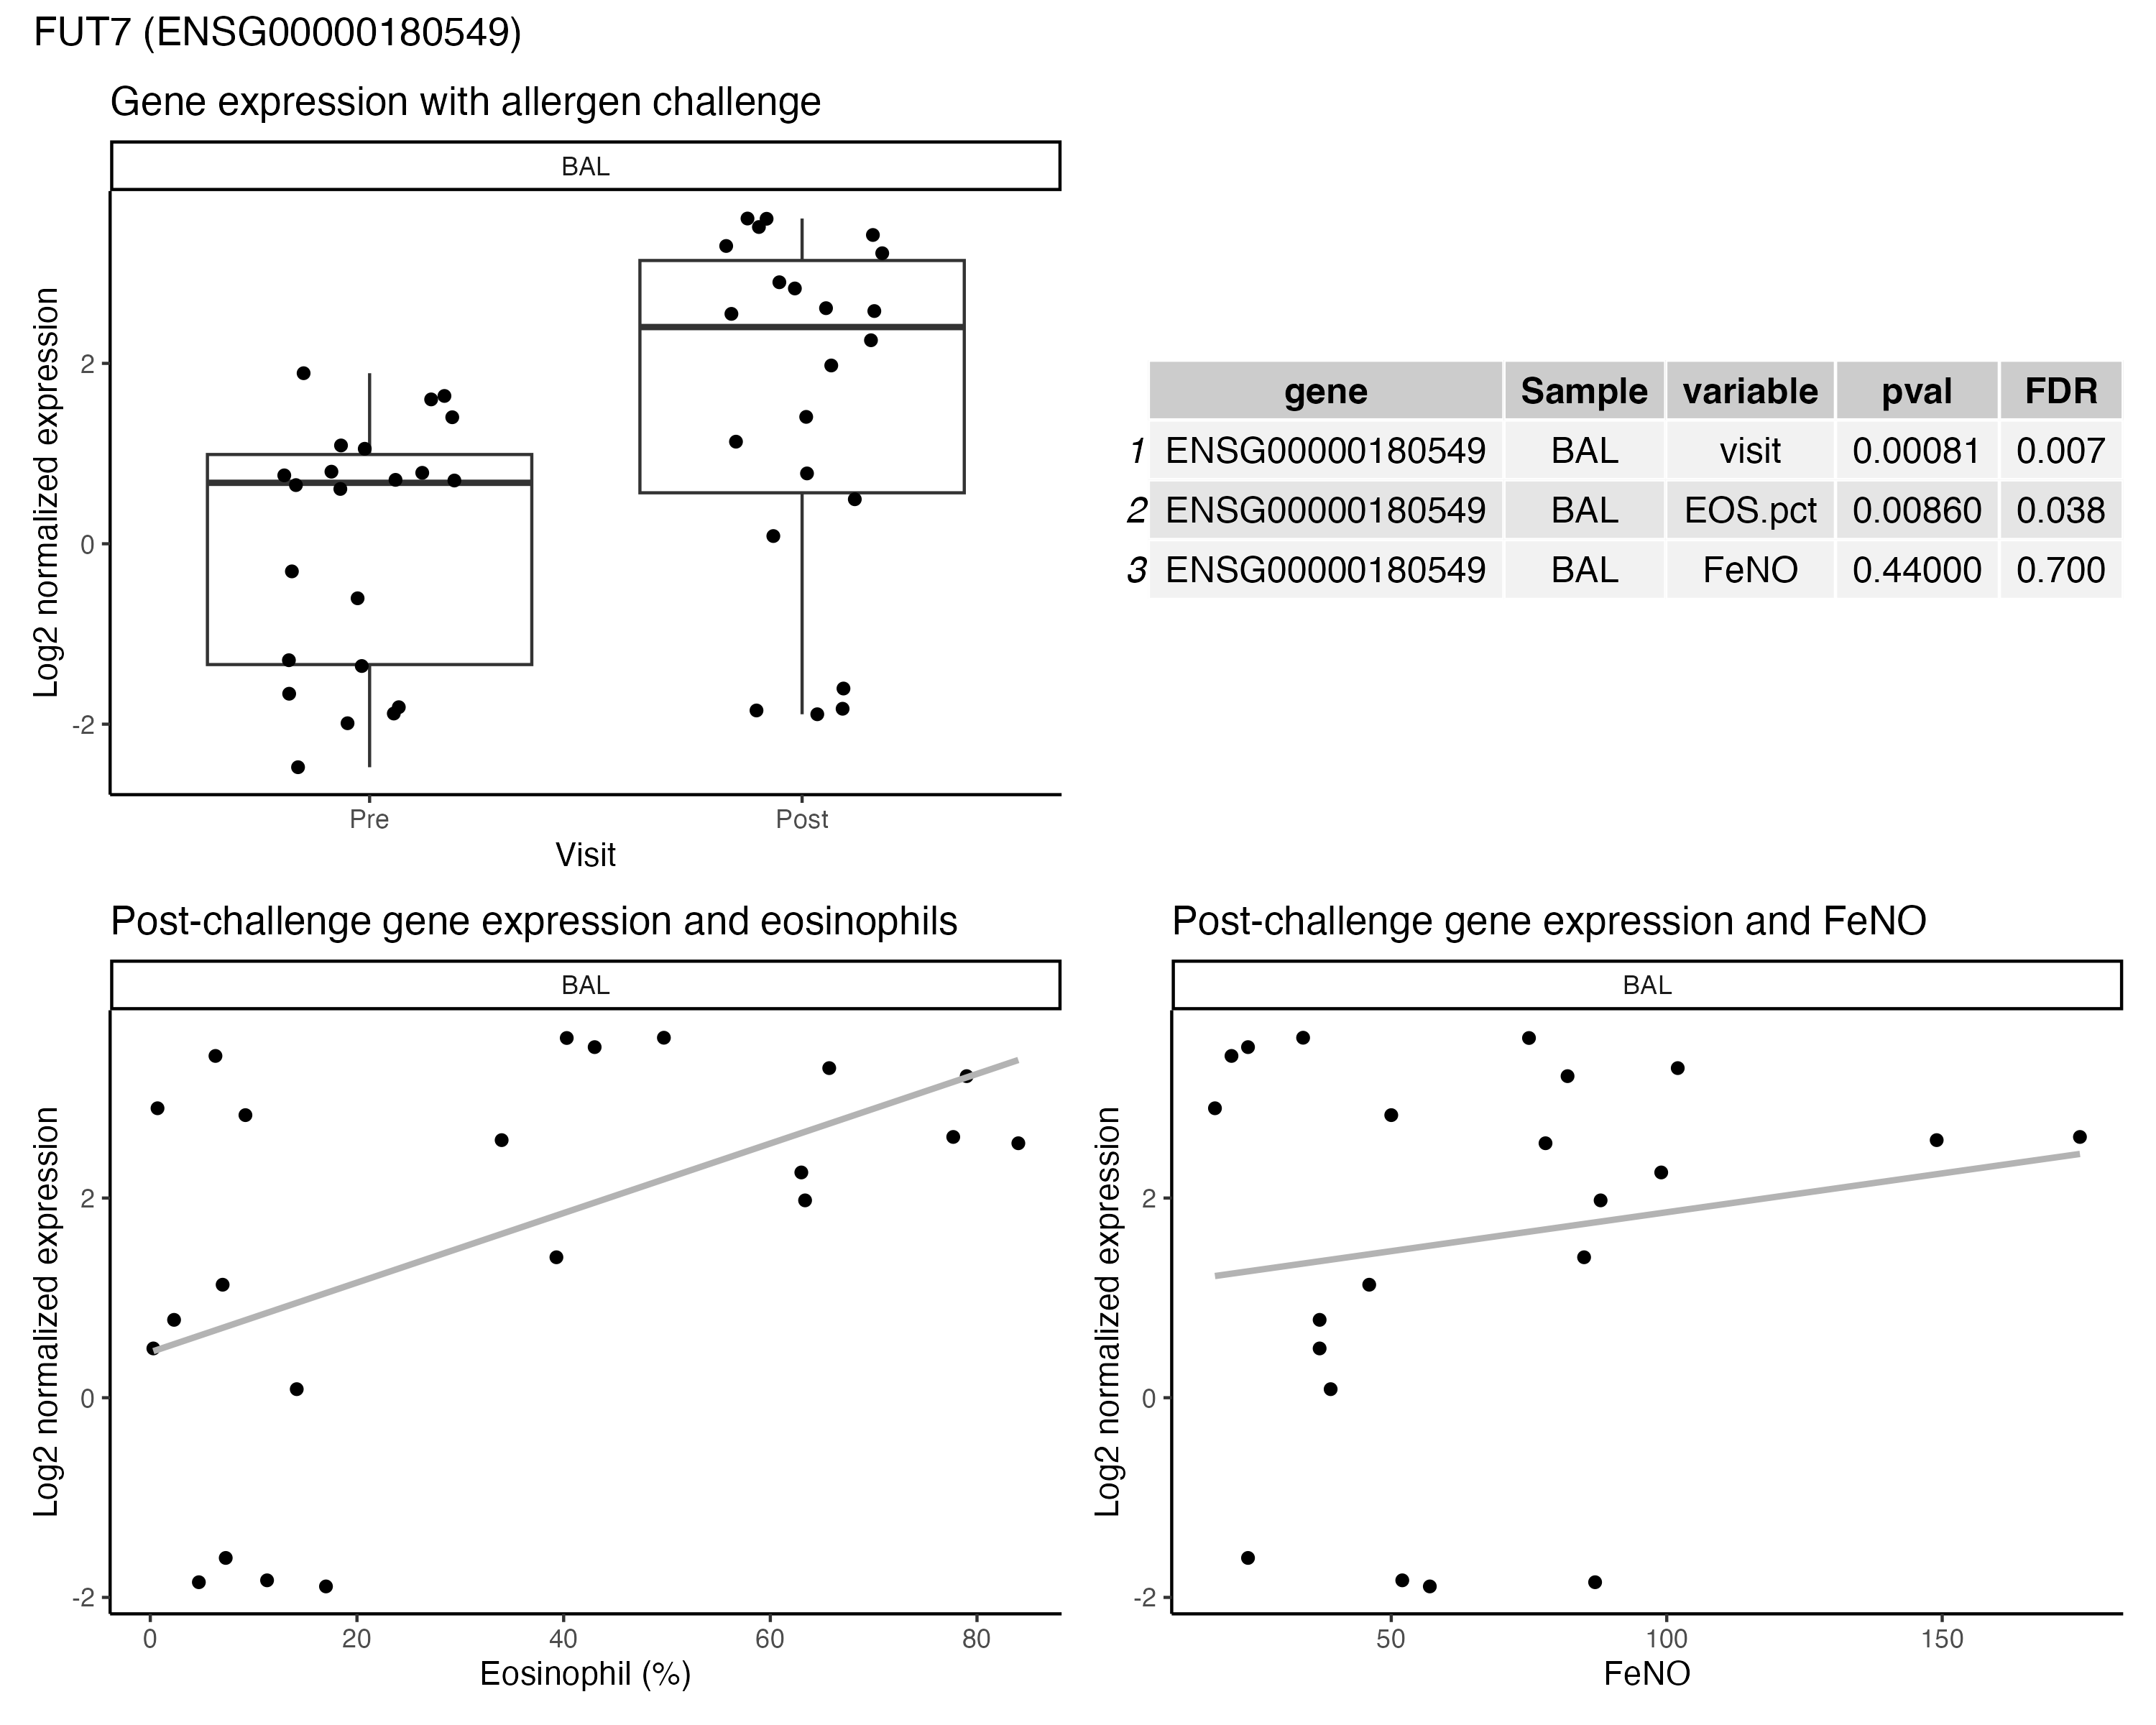 FUT7 (ENSG00000180549)
Gene expression with allergen challenge
BAL
Log2 normalized expression
2
0
-2
Pre Post
Visit
gene Sample variable pval FDR
1 ENSG00000180549 BAL visit 0.00081 0.007
2 ENSG00000180549 BAL EOS.pct 0.00860 0.038
3 ENSG00000180549 BAL FeNO 0.44000 0.700
Post-challenge gene expression and eosinophils
BAL
Log2 normalized expression
2
0
-2
0 20 40 60 80
Eosinophil (%)
Post-challenge gene expression and FeNO
BAL
Log2 normalized expression
2
0
-2
50 100 150
FeNO